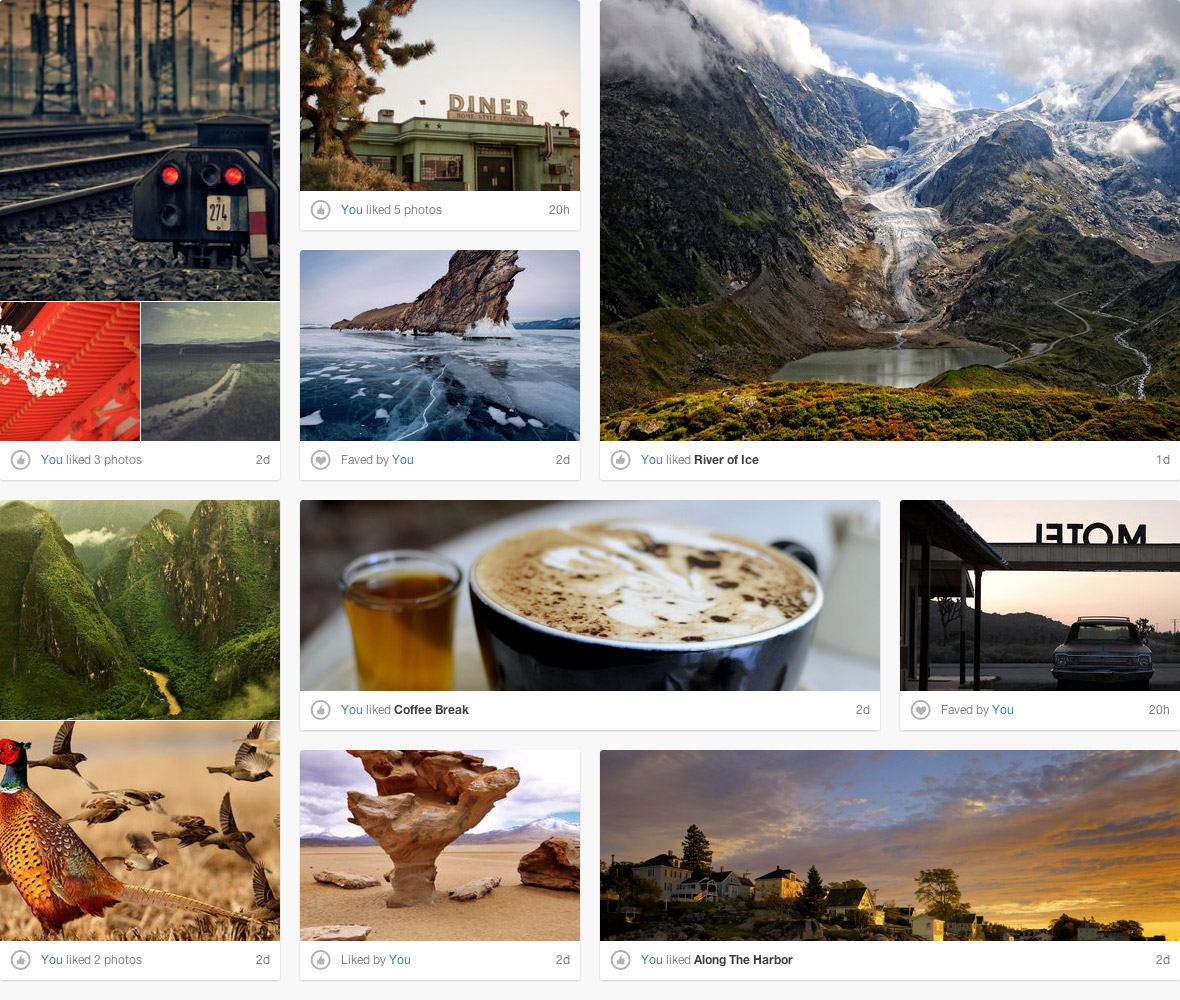 274
DINER
HOME STYLE COOKING
You liked 5 photos 20h
You liked 3 photos 2d
Faved by You 2d
You liked River of Ice 1d
MOTEL
You liked Coffee Break 2d
Faved by You 20h
You liked 2 photos 2d
Liked by You 2d
You liked Along The Harbor 2d